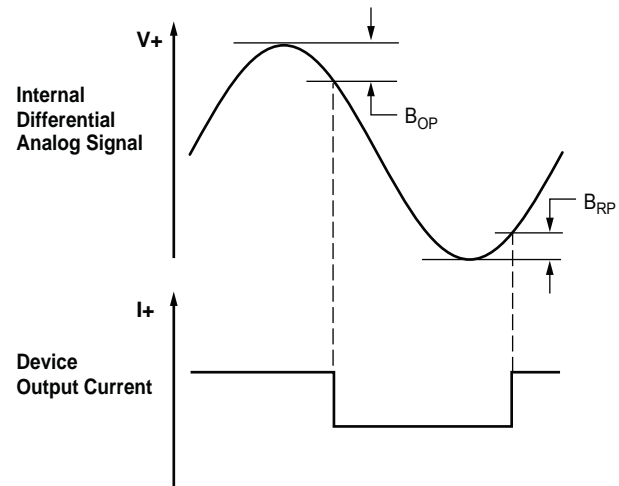 V+
Internal
Differential
Analog Signal
B_OP
B_RP
I+
Device
Output Current